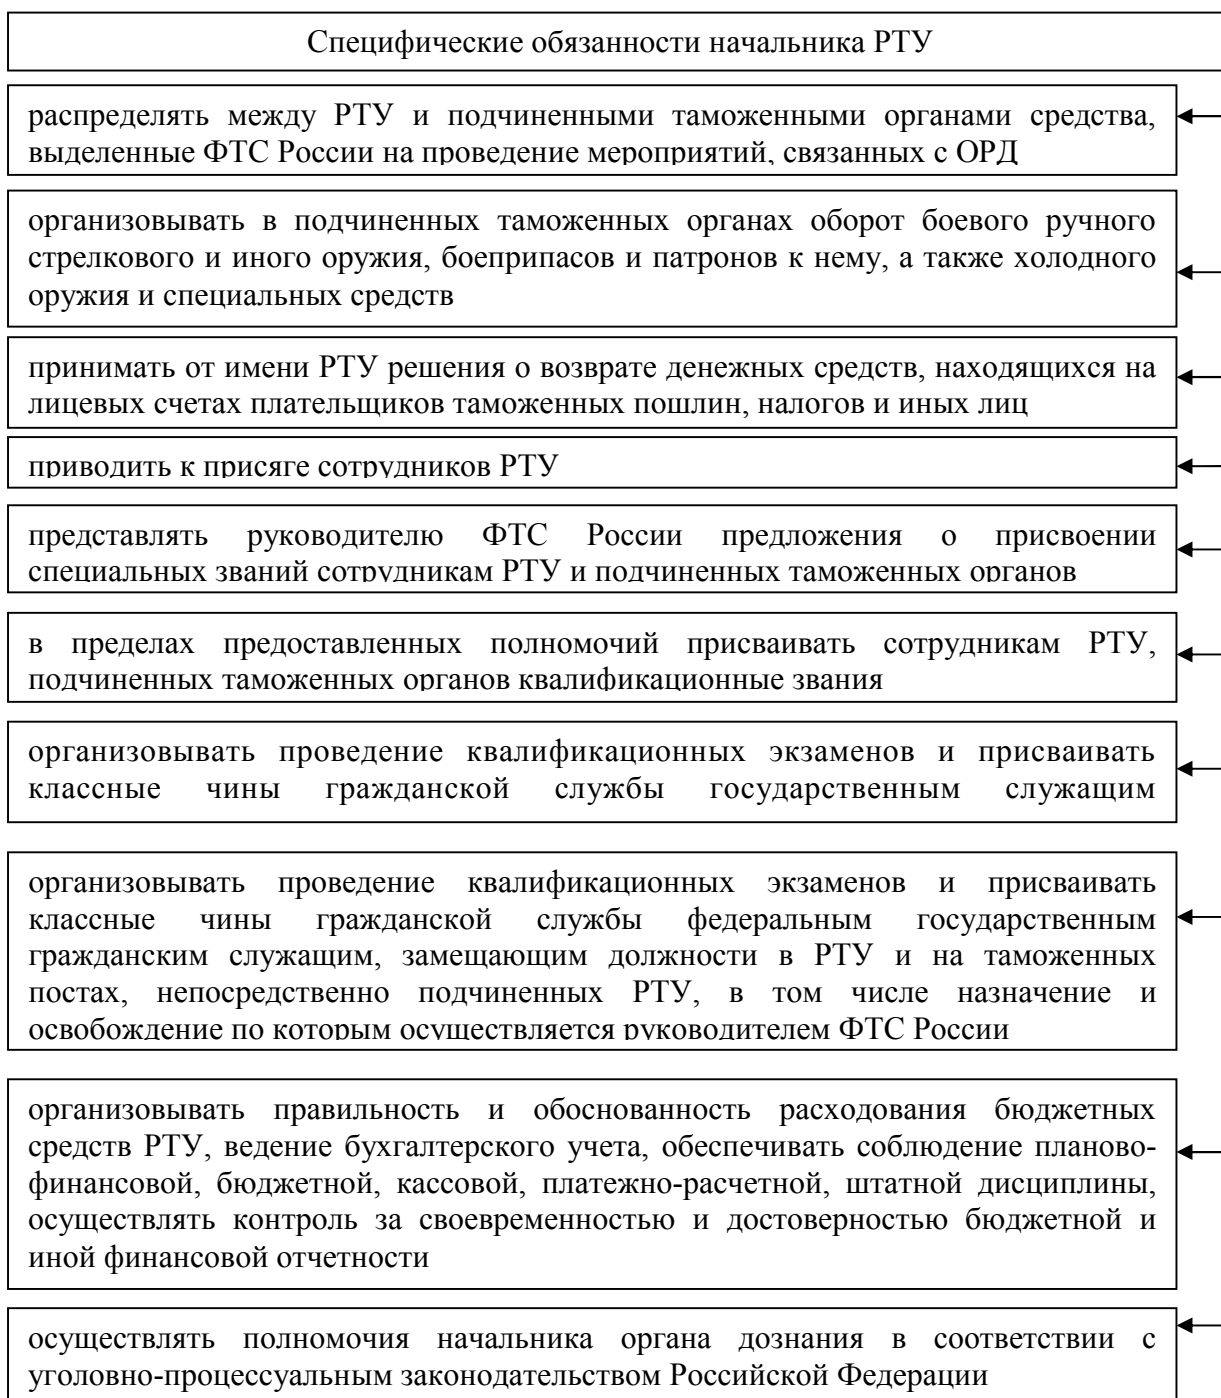 Специфические обязанности начальника РТУ
распределять между РТУ и подчиненными таможенными органами средства,
выделенные ФТС России на проведение мероприятий, связанных с ОРД
организовывать в подчиненных таможенных органах оборот боевого ручного
стрелкового и иного оружия, боеприпасов и патронов к нему, а также холодного
оружия и специальных средств
принимать от имени РТУ решения о возврате денежных средств, находящихся на
лицевых счетах плательщиков таможенных пошлин, налогов и иных лиц
приводить к присяге сотрудников РТУ
представлять руководителю ФТС России предложения о присвоении
специальных званий сотрудникам РТУ и подчиненных таможенных органов
в пределах предоставленных полномочий присваивать сотрудникам РТУ,
подчиненных таможенных органов квалификационные звания
организовывать проведение квалификационных экзаменов и присваивать
классные чины гражданской службы государственным служащим
организовывать проведение квалификационных экзаменов и присваивать
классные чины гражданской службы федеральным государственным
гражданским служащим, замещающим должности в РТУ и на таможенных
постах, непосредственно подчиненных РТУ, в том числе назначение и
освобождение по которым осуществляется руководителем ФТС России
организовывать правильность и обоснованность расходования бюджетных
средств РТУ, ведение бухгалтерского учета, обеспечивать соблюдение планово-
финансовой, бюджетной, кассовой, платежно-расчетной, штатной дисциплины,
осуществлять контроль за своевременностью и достоверностью бюджетной и
иной финансовой отчетности
осуществлять полномочия начальника органа дознания в соответствии с
уголовно-процессуальным законодательством Российской Федерации